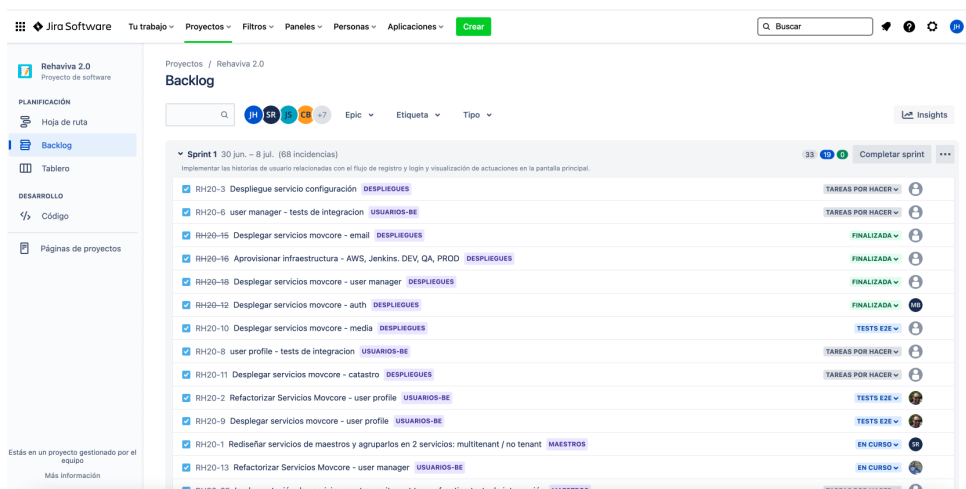 Jira Software Tu trabajo Proyectos Filtros Paneles Personas Aplicaciones Crear Buscar JH
Rehaviva 2.0
Proyecto de software
PLANIFICACIÓN
Hoja de ruta
Backlog
Tablero
DESARROLLO
Código
Páginas de proyectos
Estás en un proyecto gestionado por el
equipo
Más información
Proyectos / Rehaviva 2.0
Backlog
JH SR JS CB +7 Epic Etiqueta Tipo Insights
Sprint 1 30 jun. – 8 jul. (68 incidencias) 33 19 0 Completar sprint
Implementar las historias de usuario relacionadas con el flujo de registro y login y visualización de actuaciones en la pantalla principal.
RH20-3 Despliegue servicio configuración DESPLIEGUES TAREAS POR HACER
RH20-6 user manager - tests de integracion USUARIOS-BE TAREAS POR HACER
RH20-15 Desplegar servicios movcore - email DESPLIEGUES FINALIZADA
RH20-16 Aprovisionar infraestructura - AWS, Jenkins. DEV, QA, PROD DESPLIEGUES FINALIZADA
RH20-18 Desplegar servicios movcore - user manager DESPLIEGUES FINALIZADA
RH20-12 Desplegar servicios movcore - auth DESPLIEGUES FINALIZADA MB
RH20-10 Desplegar servicios movcore - media DESPLIEGUES TESTS E2E
RH20-8 user profile - tests de integracion USUARIOS-BE TAREAS POR HACER
RH20-11 Desplegar servicios movcore - catastro DESPLIEGUES TAREAS POR HACER
RH20-2 Refactorizar Servicios Movcore - user profile USUARIOS-BE TESTS E2E
RH20-9 Desplegar servicios movcore - user profile USUARIOS-BE TESTS E2E
RH20-1 Rediseñar servicios de maestros y agruparlos en 2 servicios: multitenant / no tenant MAESTROS EN CURSO SR
RH20-13 Refactorizar Servicios Movcore - user manager USUARIOS-BE EN CURSO